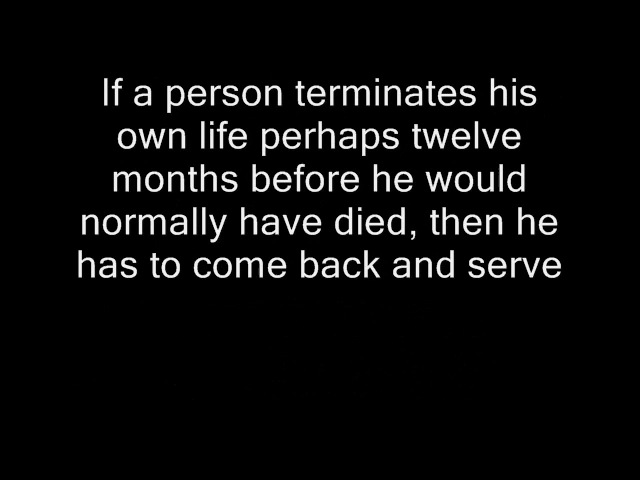 If a person terminates his
own life perhaps twelve
months before he would
normally have died, then he
has to come back and serve